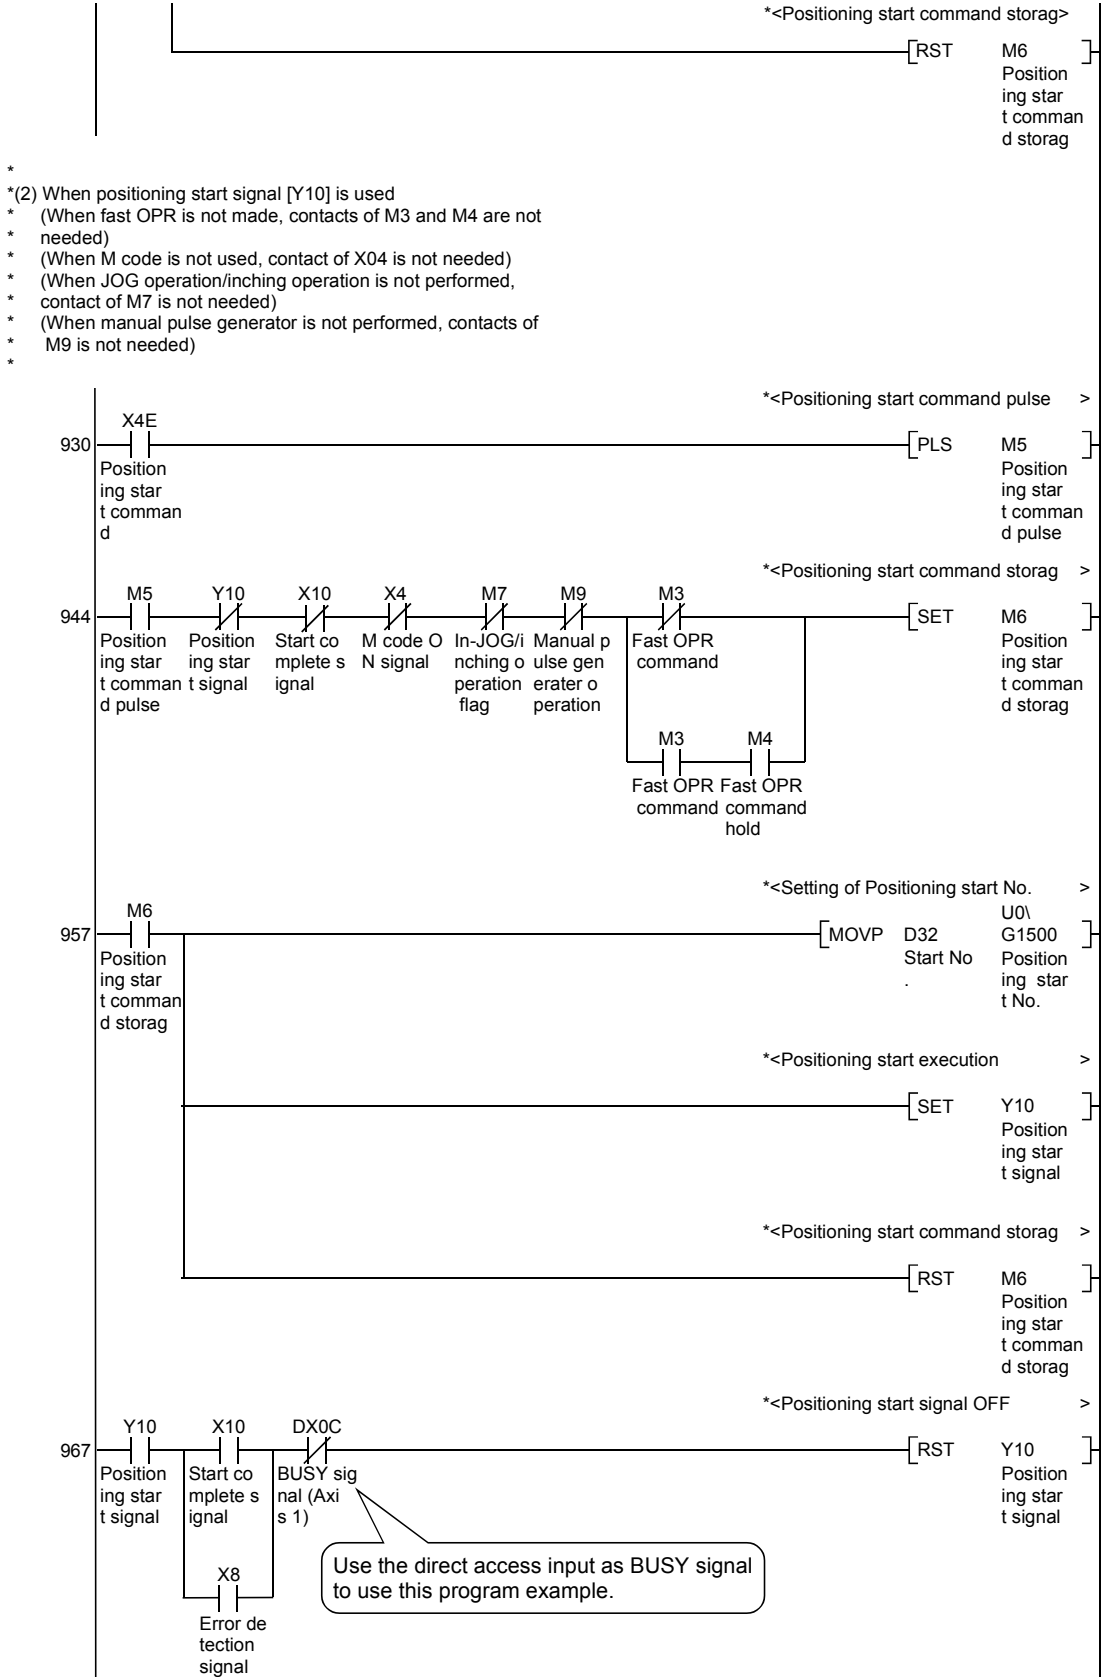 *<Positioning start command storag>
RST M6
Position
ing star
t comman
d storag
*
*(2) When positioning start signal [Y10] is used
* (When fast OPR is not made, contacts of M3 and M4 are not
* needed)
* (When M code is not used, contact of X04 is not needed)
* (When JOG operation/inching operation is not performed,
* contact of M7 is not needed)
* (When manual pulse generator is not performed, contacts of
* M9 is not needed)
*
*<Positioning start command pulse >
X4E
930 PLS M5
Position Position
ing star ing star
t comman t comman
d d pulse
*<Positioning start command storag >
M5 Y10 X10 X4 M7 M9 M3
944 SET M6
Position Position Start co M code O In-JOG/i Manual p Fast OPR Position
ing star ing star mplete s N signal nching o ulse gen command ing star
t comman t signal ignal peration erater o t comman
d pulse flag peration d storag
M3 M4
Fast OPR Fast OPR
command command
hold
*<Setting of Positioning start No. >
M6 U0\
957 MOVP D32 G1500
Position Start No Position
ing star . ing star
t comman t No.
d storag
*<Positioning start execution >
SET Y10
Position
ing star
t signal
*<Positioning start command storag >
RST M6
Position
ing star
t comman
d storag
*<Positioning start signal OFF >
Y10 X10 DX0C
967 RST Y10
Position Start co BUSY sig Position
ing star mplete s nal (Axi ing star
t signal ignal s 1) t signal
Use the direct access input as BUSY signal
to use this program example.
X8
Error de
tection
signal